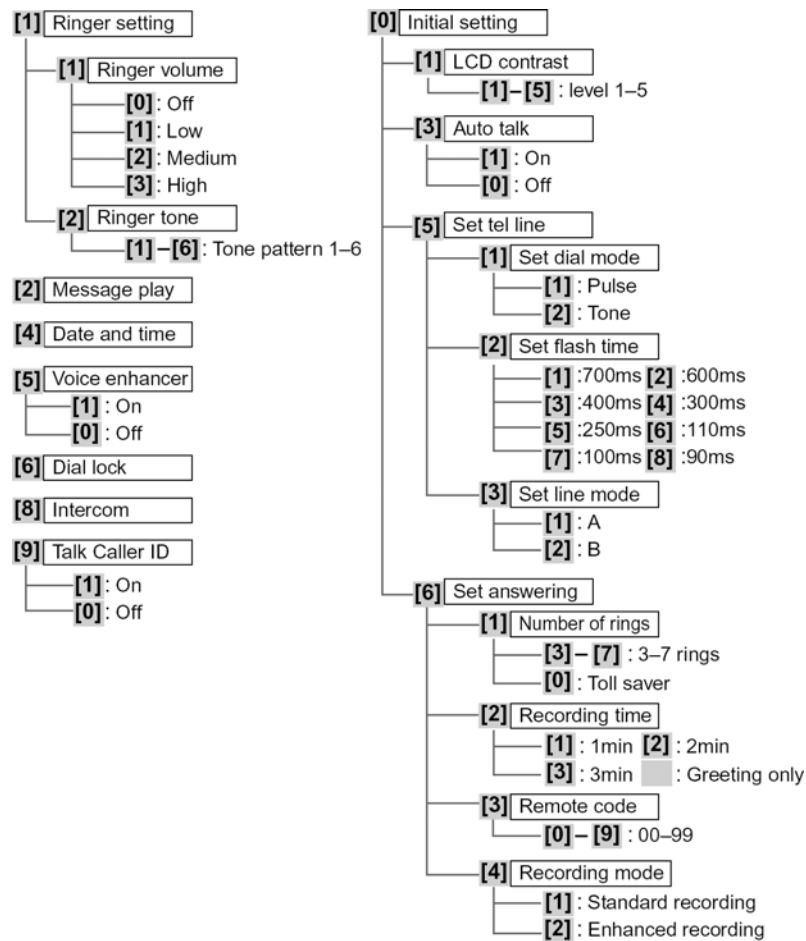 [1] Ringer setting
[1] Ringer volume
[0] : Off
[1] : Low
[2] : Medium
[3] : High
[2] Ringer tone
[1] – [6] : Tone pattern 1–6
[2] Message play
[4] Date and time
[5] Voice enhancer
[1] : On
[0] : Off
[6] Dial lock
[8] Intercom
[9] Talk Caller ID
[1] : On
[0] : Off
[0] Initial setting
[1] LCD contrast
[1] – [5] : level 1–5
[3] Auto talk
[1] : On
[0] : Off
[5] Set tel line
[1] Set dial mode
[1] : Pulse
[2] : Tone
[2] Set flash time
[1] :700ms [2] :600ms
[3] :400ms [4] :300ms
[5] :250ms [6] :110ms
[7] :100ms [8] :90ms
[3] Set line mode
[1] : A
[2] : B
[6] Set answering
[1] Number of rings
[3] – [7] : 3–7 rings
[0] : Toll saver
[2] Recording time
[1] : 1min [2] : 2min
[3] : 3min : Greeting only
[3] Remote code
[0] – [9] : 00–99
[4] Recording mode
[1] : Standard recording
[2] : Enhanced recording